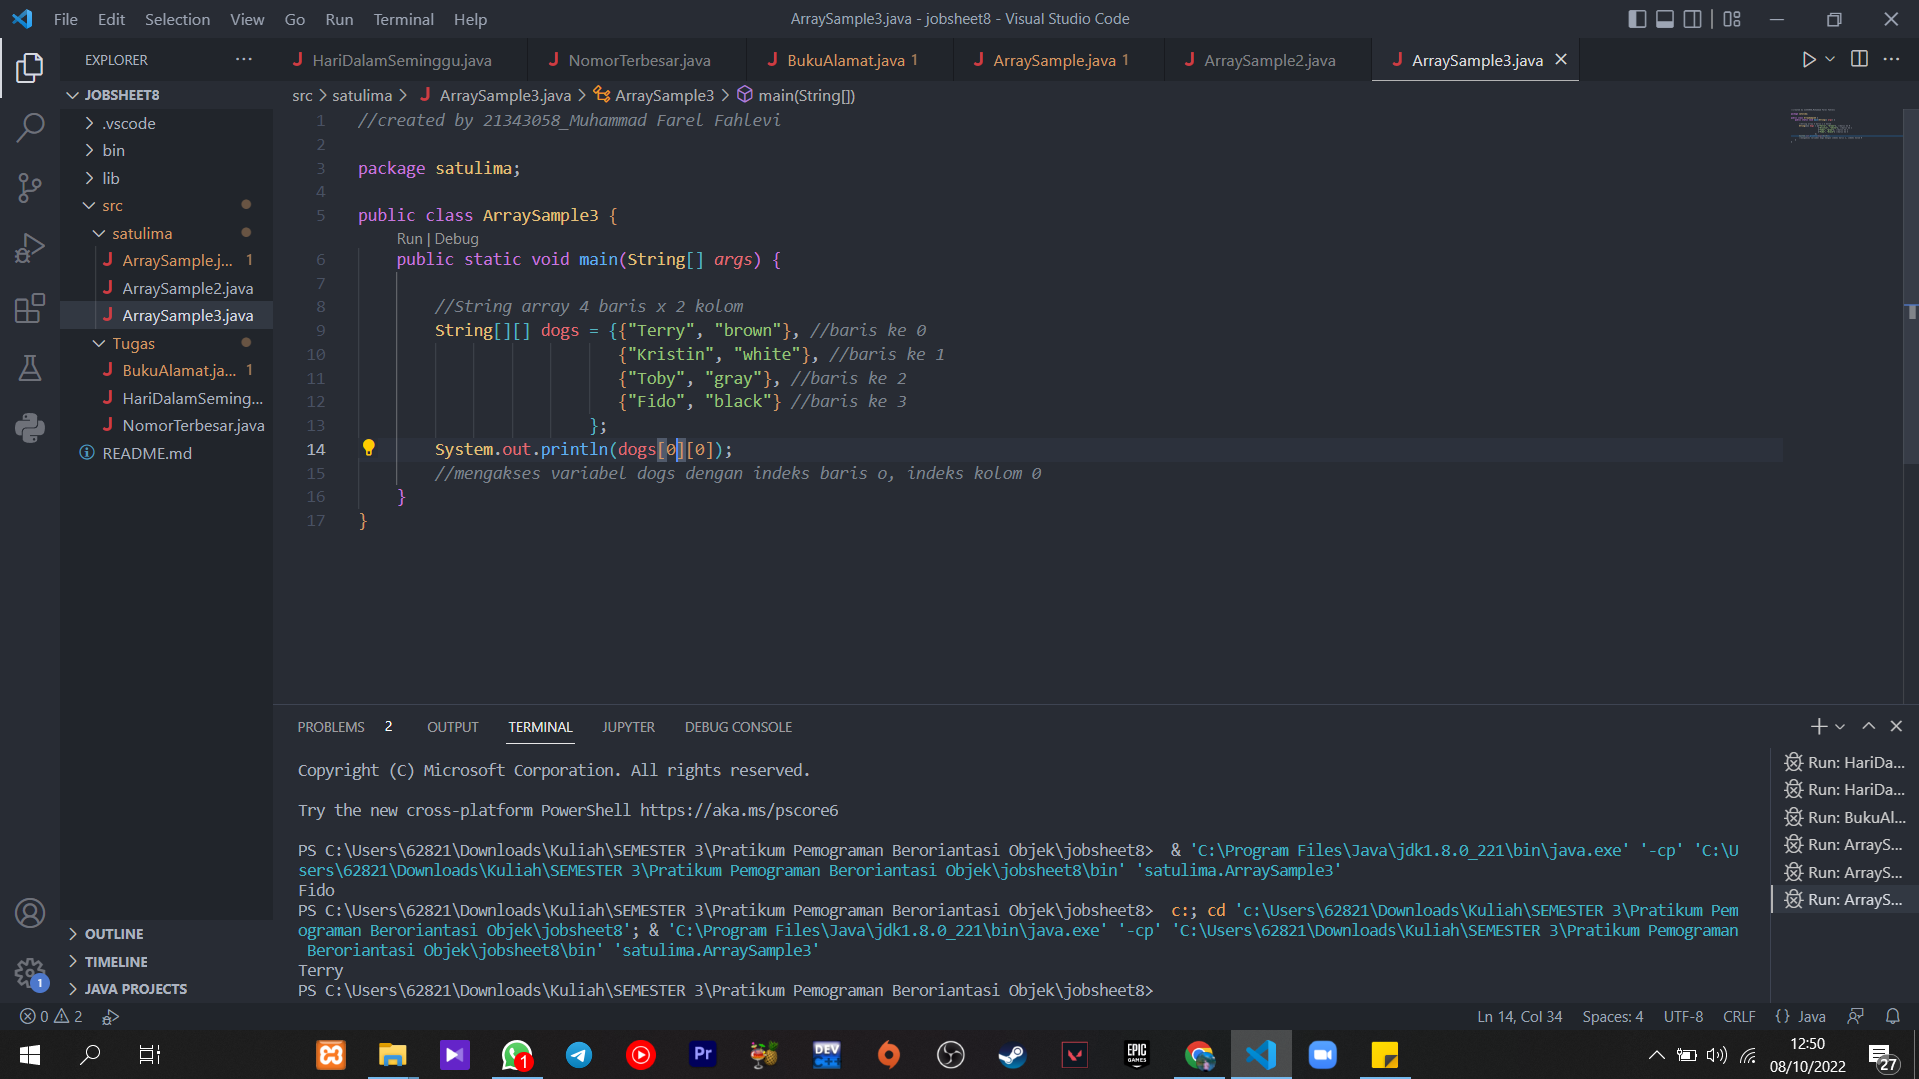 File Edit Selection View Go Run Terminal Help
ArraySample3.java - jobsheet8 - Visual Studio Code
EXPLORER
HariDalamSeminggu.java NomorTerbesar.java BukuAlamat.java 1 ArraySample.java 1 ArraySample2.java ArraySample3.java
JOBSHEET8
.vscode
bin
lib
src
satulima
ArraySample.j... 1
ArraySample2.java
ArraySample3.java
Tugas
BukuAlamat.ja... 1
HariDalamSeming...
NomorTerbesar.java
README.md
OUTLINE
TIMELINE
JAVA PROJECTS
src > satulima > ArraySample3.java > ArraySample3 > main(String[])
1 //created by 21343058_Muhammad Farel Fahlevi
2
3 package satulima;
4
5 public class ArraySample3 {
Run | Debug
6 public static void main(String[] args) {
7
8 //String array 4 baris x 2 kolom
9 String[][] dogs = {{"Terry", "brown"}, //baris ke 0
10 {"Kristin", "white"}, //baris ke 1
11 {"Toby", "gray"}, //baris ke 2
12 {"Fido", "black"} //baris ke 3
13 };
14 System.out.println(dogs[0][0]);
15 //mengakses variabel dogs dengan indeks baris o, indeks kolom 0
16 }
17 }
PROBLEMS 2 OUTPUT TERMINAL JUPYTER DEBUG CONSOLE
Copyright (C) Microsoft Corporation. All rights reserved.
Try the new cross-platform PowerShell https://aka.ms/pscore6
PS C:\Users\62821\Downloads\Kuliah\SEMESTER 3\Pratikum Pemograman Beroriantasi Objek\jobsheet8> & 'C:\Program Files\Java\jdk1.8.0_221\bin\java.exe' '-cp' 'C:\U
sers\62821\Downloads\Kuliah\SEMESTER 3\Pratikum Pemograman Beroriantasi Objek\jobsheet8\bin' 'satulima.ArraySample3'
Fido
PS C:\Users\62821\Downloads\Kuliah\SEMESTER 3\Pratikum Pemograman Beroriantasi Objek\jobsheet8> c:; cd 'c:\Users\62821\Downloads\Kuliah\SEMESTER 3\Pratikum Pem
ograman Beroriantasi Objek\jobsheet8'; & 'C:\Program Files\Java\jdk1.8.0_221\bin\java.exe' '-cp' 'C:\Users\62821\Downloads\Kuliah\SEMESTER 3\Pratikum Pemograman
Beroriantasi Objek\jobsheet8\bin' 'satulima.ArraySample3'
Terry
PS C:\Users\62821\Downloads\Kuliah\SEMESTER 3\Pratikum Pemograman Beroriantasi Objek\jobsheet8>
Run: HariDa...
Run: HariDa...
Run: BukuAl...
Run: ArrayS...
Run: ArrayS...
Run: ArrayS...
1
0 2
Ln 14, Col 34 Spaces: 4 UTF-8 CRLF {} Java
1 Pr DEV C++ EPIC GAMES
12:50
08/10/2022
27